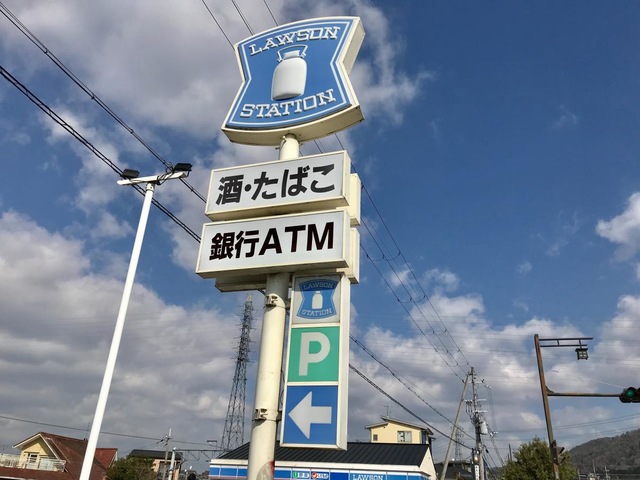 LAWSON
STATION
酒・たばこ
銀行ATM
LAWSON
STATION
P
LAWSON